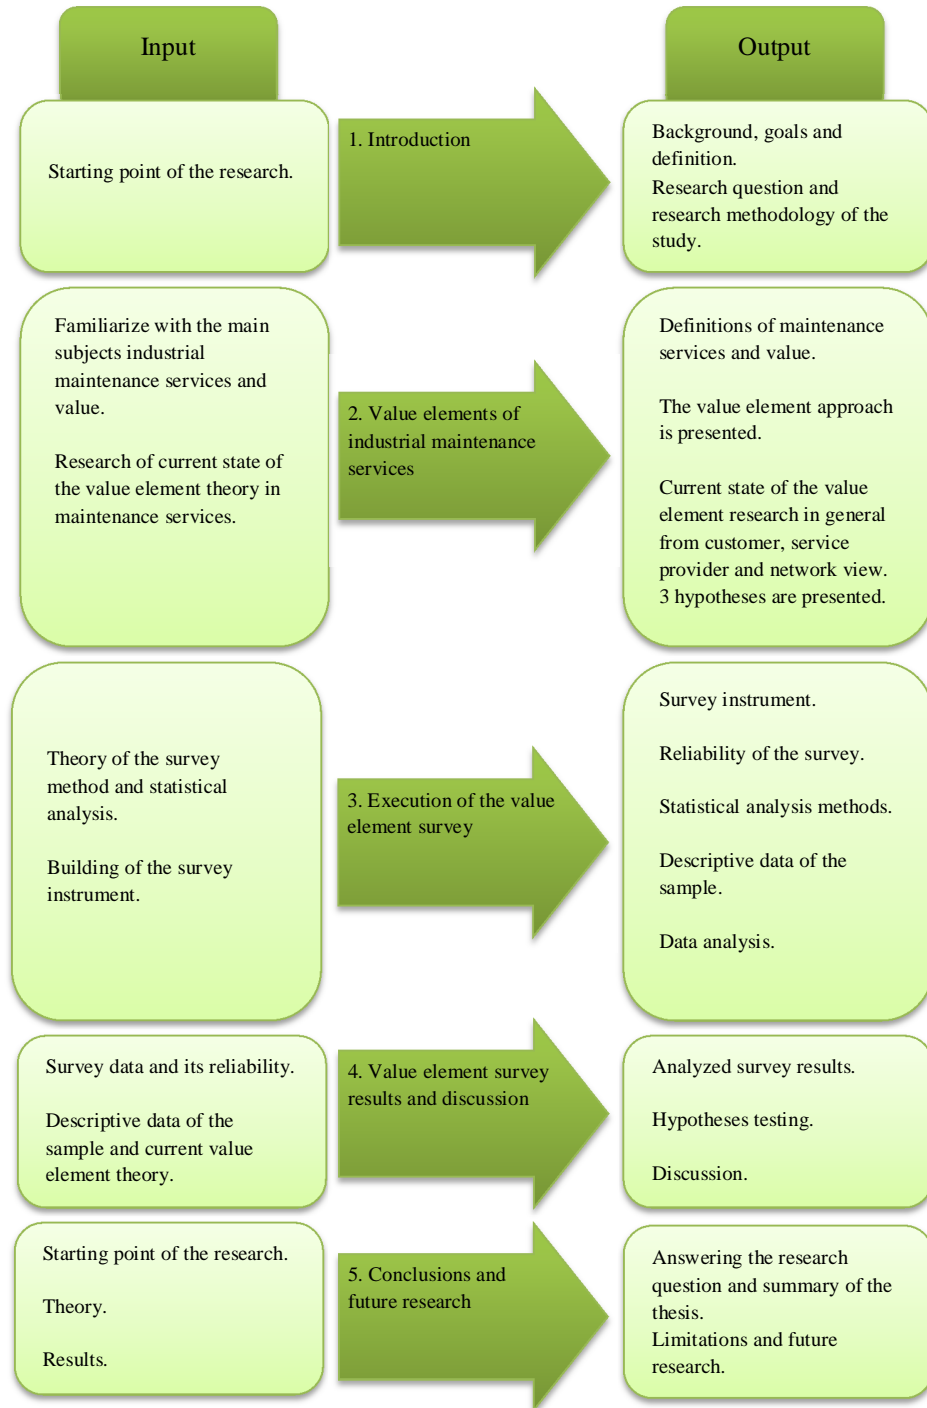 Input
Output
Starting point of the research.
1. Introduction
Background, goals and
definition.
Research question and
research methodology of the
study.
Familiarize with the main
subjects industrial
maintenance services and
value.
Research of current state of
the value element theory in
maintenance services.
2. Value elements of
industrial maintenance
services
Definitions of maintenance
services and value.
The value element approach
is presented.
Current state of the value
element research in general
from customer, service
provider and network view.
3 hypotheses are presented.
Theory of the survey
method and statistical
analysis.
Building of the survey
instrument.
3. Execution of the value
element survey
Survey instrument.
Reliability of the survey.
Statistical analysis methods.
Descriptive data of the
sample.
Data analysis.
Survey data and its reliability.
Descriptive data of the
sample and current value
element theory.
4. Value element survey
results and discussion
Analyzed survey results.
Hypotheses testing.
Discussion.
Starting point of the research.
Theory.
Results.
5. Conclusions and
future research
Answering the research
question and summary of the
thesis.
Limitations and future
research.